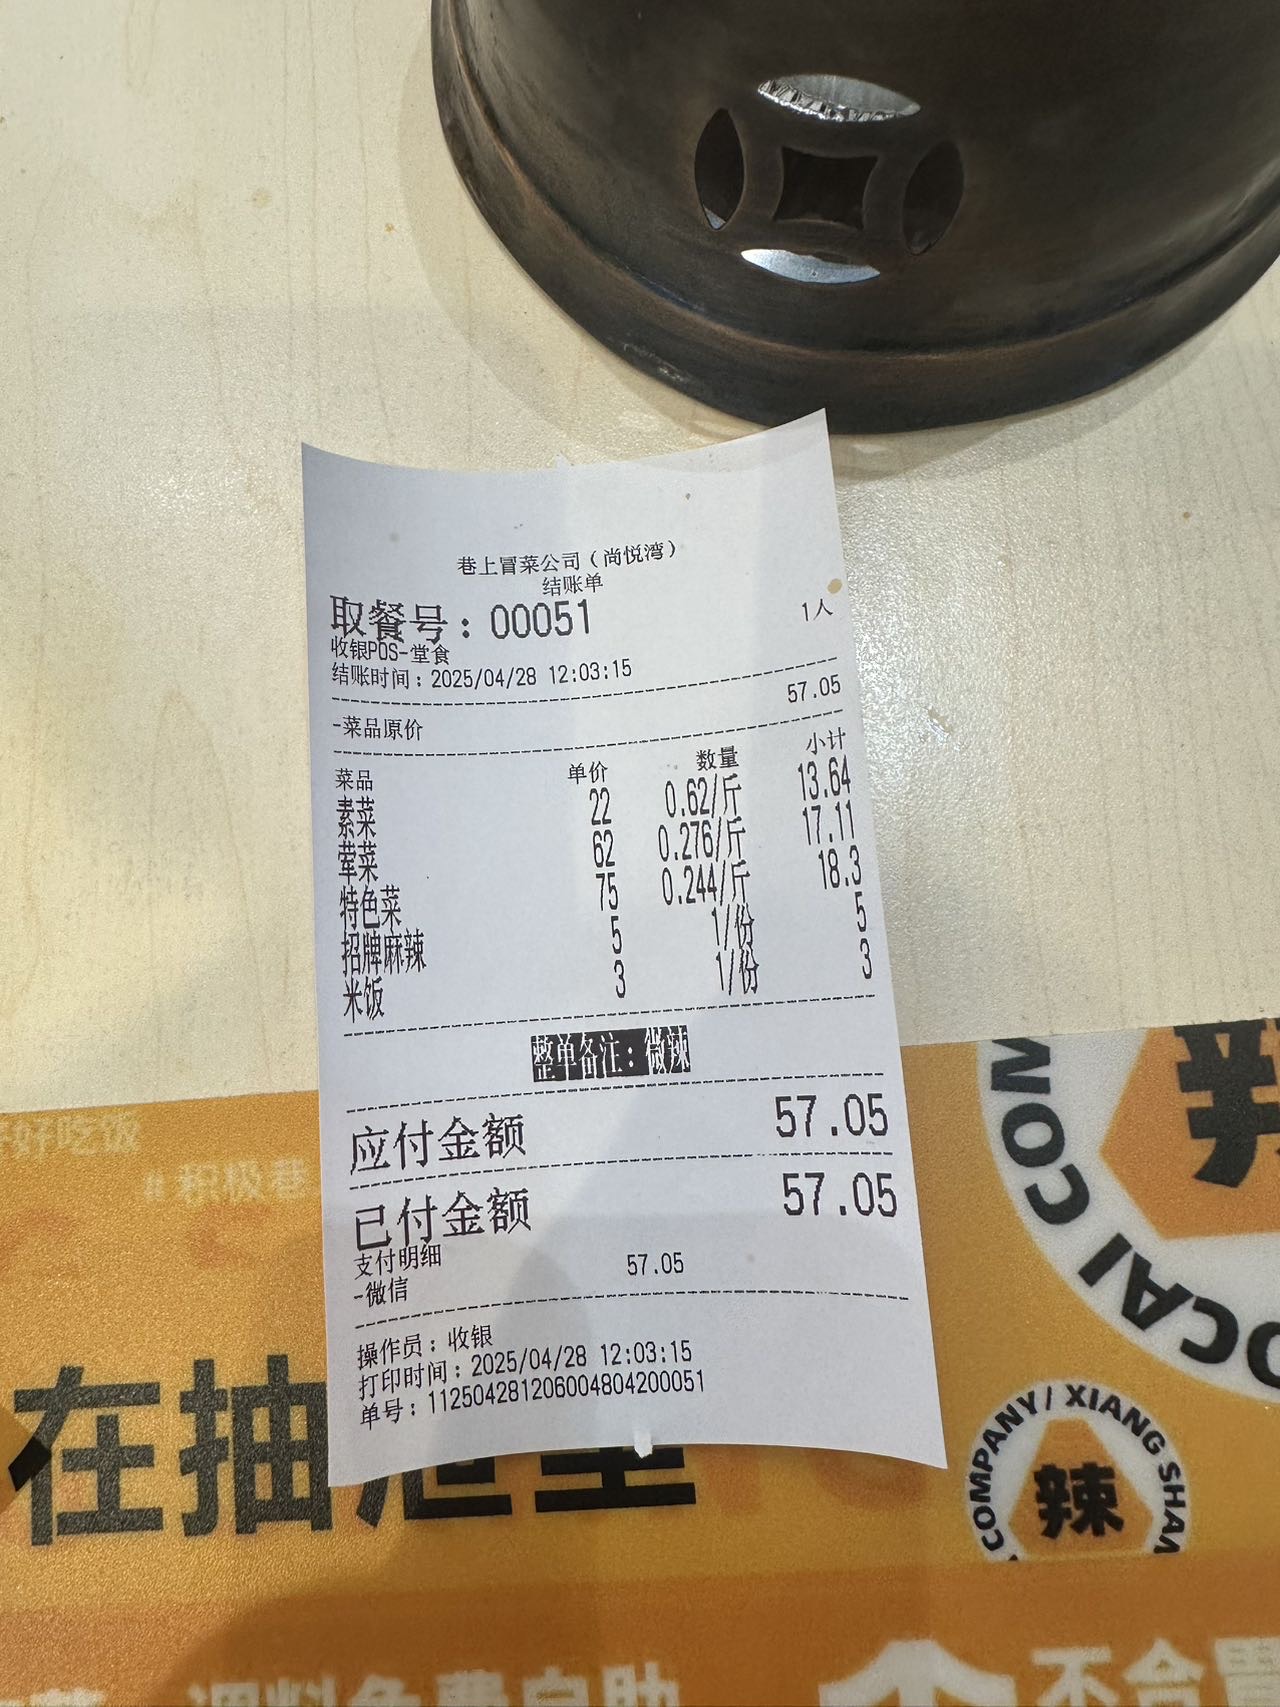 巷上冒菜公司（尚悦湾）
结账单
取餐号：00051 1人
收银POS-堂食
结账时间：2025/04/28 12:03:15
-菜品原价 57.05
菜品 单价 数量 小计
素菜 22 0.62/斤 13.64
荤菜 62 0.276/斤 17.11
特色菜 75 0.244/斤 18.3
招牌麻辣 5 1/份 5
米饭 3 1/份 3
整单备注：微辣
应付金额 57.05
已付金额 57.05
支付明细
-微信 57.05
操作员：收银
打印时间：2025/04/28 12:03:15
单号：112504281206004804200051
好好吃饭
#积极巷
在抽
辣
COMPANY/ XIANG SHAN
辣